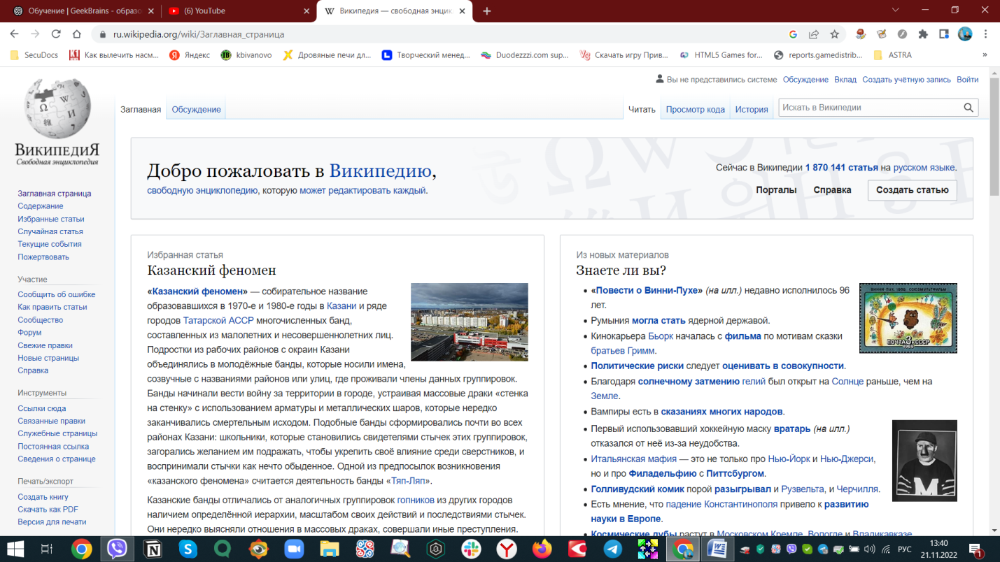 Обучение | GeekBrains - образо
(6) YouTube
Википедия — свободная энцик
ru.wikipedia.org/wiki/Заглавная_страница
SecuDocs
Как вылечить насм...
Яндекс
kbivanovo
Дровяные печи дл...
Творческий менед...
Duodezzzi.com sup...
Скачать игру Прив...
HTML5 Games for...
reports.gamedistrib...
ASTRA
»
Вы не представились системе Обсуждение Вклад Создать учётную запись Войти
Заглавная Обсуждение
Читать Просмотр кода История
Искать в Википедии
ВикипедиЯ
Свободная энциклопедия
Заглавная страница
Содержание
Избранные статьи
Случайная статья
Текущие события
Пожертвовать
Участие
Сообщить об ошибке
Как править статьи
Сообщество
Форум
Свежие правки
Новые страницы
Справка
Инструменты
Ссылки сюда
Связанные правки
Служебные страницы
Постоянная ссылка
Сведения о странице
Печать/экспорт
Создать книгу
Скачать как PDF
Версия для печати
Добро пожаловать в Википедию,
свободную энциклопедию, которую может редактировать каждый.
Сейчас в Википедии 1 870 141 статья на русском языке.
Порталы Справка Создать статью
Избранная статья
Казанский феномен
«Казанский феномен» — собирательное название
образовавшихся в 1970-е и 1980-е годы в Казани и ряде
городов Татарской АССР многочисленных банд,
составленных из малолетних и несовершеннолетних лиц.
Подростки из рабочих районов с окраин Казани
объединялись в молодёжные банды, которые носили имена,
созвучные с названиями районов или улиц, где проживали члены данных группировок.
Банды начинали вести войну за территории в городе, устраивая массовые драки «стенка
на стенку» с использованием арматуры и металлических шаров, которые нередко
заканчивались смертельным исходом. Подобные банды сформировались почти во всех
районах Казани: школьники, которые становились свидетелями стычек этих группировок,
загорались желанием им подражать, чтобы укрепить своё влияние среди сверстников, и
воспринимали стычки как нечто обыденное. Одной из предпосылок возникновения
«казанского феномена» считается деятельность банды «Тяп-Ляп».
Казанские банды отличались от аналогичных группировок гопников из других городов
наличием определённой иерархии, масштабом своих действий и последствиями стычек.
Они нередко выясняли отношения в массовых драках, совершали иные преступления.
Из новых материалов
Знаете ли вы?
«Повести о Винни-Пухе» (на илл.) недавно исполнилось 96
лет.
Румыния могла стать ядерной державой.
Кинокарьера Бьорк началась с фильма по мотивам сказки
братьев Гримм.
Политические риски следует оценивать в совокупности.
Благодаря солнечному затмению гелий был открыт на Солнце раньше, чем на
Земле.
Вампиры есть в сказаниях многих народов.
Первый использовавший хоккейную маску вратарь (на илл.)
отказался от неё из-за неудобства.
Итальянская мафия — это не только про Нью-Йорк и Нью-Джерси,
но и про Филадельфию с Питтсбургом.
Голливудский комик порой разыгрывал и Рузвельта, и Черчилля.
Есть мнение, что падение Константинополя привело к развитию
науки в Европе.
Космические дубы растут в Московском Кремле, Вологде и Владикавказе.
ПОЧТА СССР
3
1988
M
РУС
13:40
21.11.2022
1